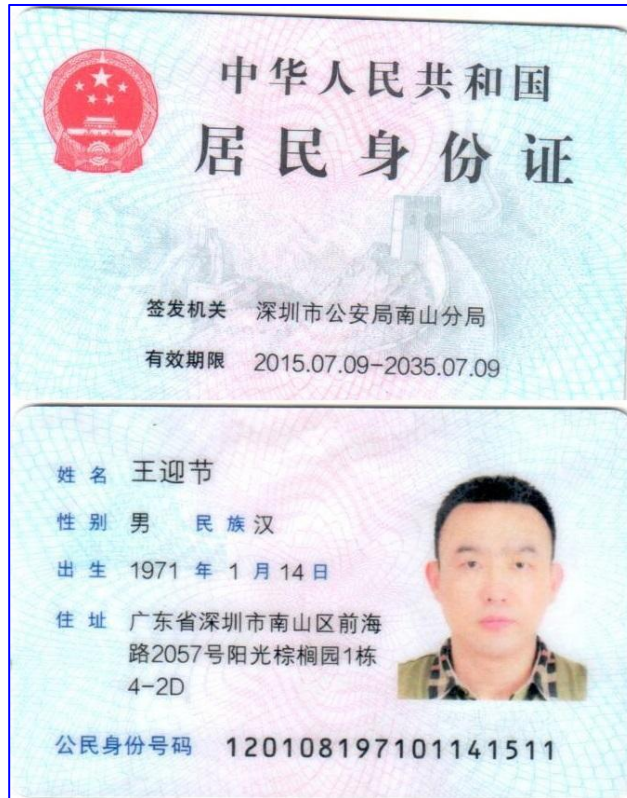 中华人民共和国
居民身份证
签发机关 深圳市公安局南山分局
有效期限 2015.07.09-2035.07.09
姓名 王迎节
性别 男 民族 汉
出生 1971 年 1 月 14 日
住址 广东省深圳市南山区前海
路2057号阳光棕榈园1栋
4-2D
公民身份号码 120108197101141511